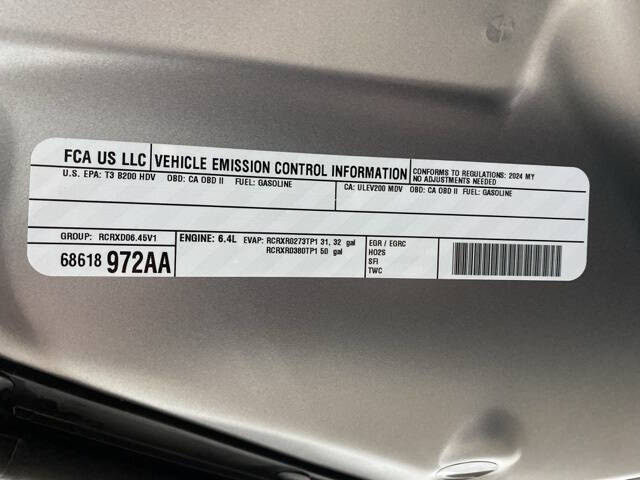 FCA US LLC VEHICLE EMISSION CONTROL INFORMATION
CONFORMS TO REGULATIONS: 2024 MY
NO ADJUSTMENTS NEEDED
U.S. EPA: T3 B200 HDV OBD: CA OBD II FUEL: GASOLINE
CA: ULEV200 MDV OBD: CA OBD II FUEL: GASOLINE
GROUP: RCRXD06.45V1
ENGINE: 6.4L EVAP: RCRXR0273TP1 31, 32 gal
RCRXR0380TP1 50 gal
EGR / EGRC
HO2S
SFI
TWC
68618 972AA